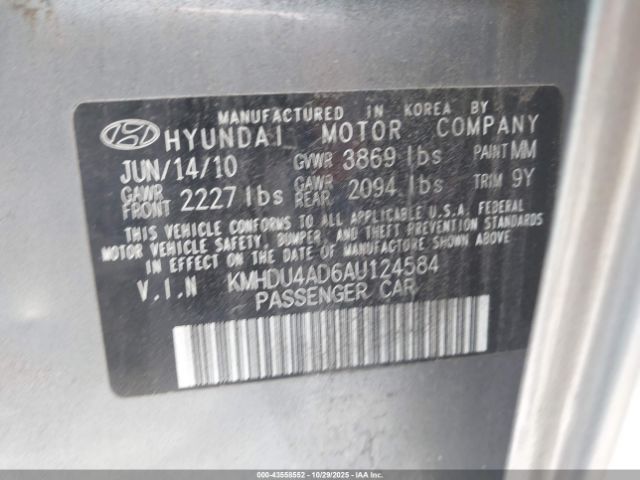 MANUFACTURED IN KOREA BY
HYUNDAI MOTOR COMPANY
JUN/14/10 GVWR 3869 lbs PAINT MM
GAWR FRONT 2227 lbs GAWR REAR 2094 lbs TRIM 9Y
THIS VEHICLE CONFORMS TO ALL APPLICABLE U.S.A. FEDERAL
MOTOR VEHICLE SAFETY, BUMPER, AND THEFT PREVENTION STANDARDS
IN EFFECT ON THE DATE OF MANUFACTURE SHOWN ABOVE
V.I.N KMHDU4AD6AU124584
PASSENGER CAR
000-43558552 10/29/2025 IAAI.com